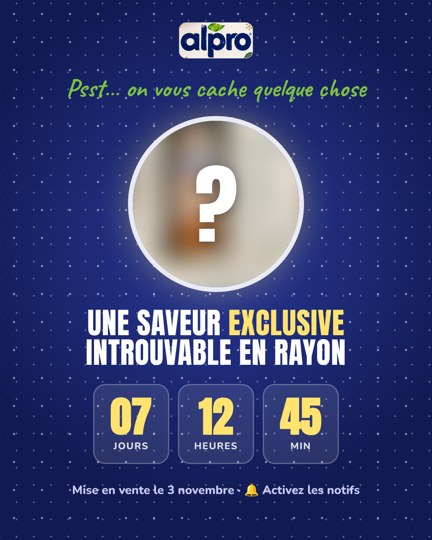 alpro
Psst... on vous cache quelque chose
?
UNE SAVEUR EXCLUSIVE
INTROUVABLE EN RAYON
07 12 45
JOURS HEURES MIN
Mise en vente le 3 novembre · 🔔 Activez les notifs